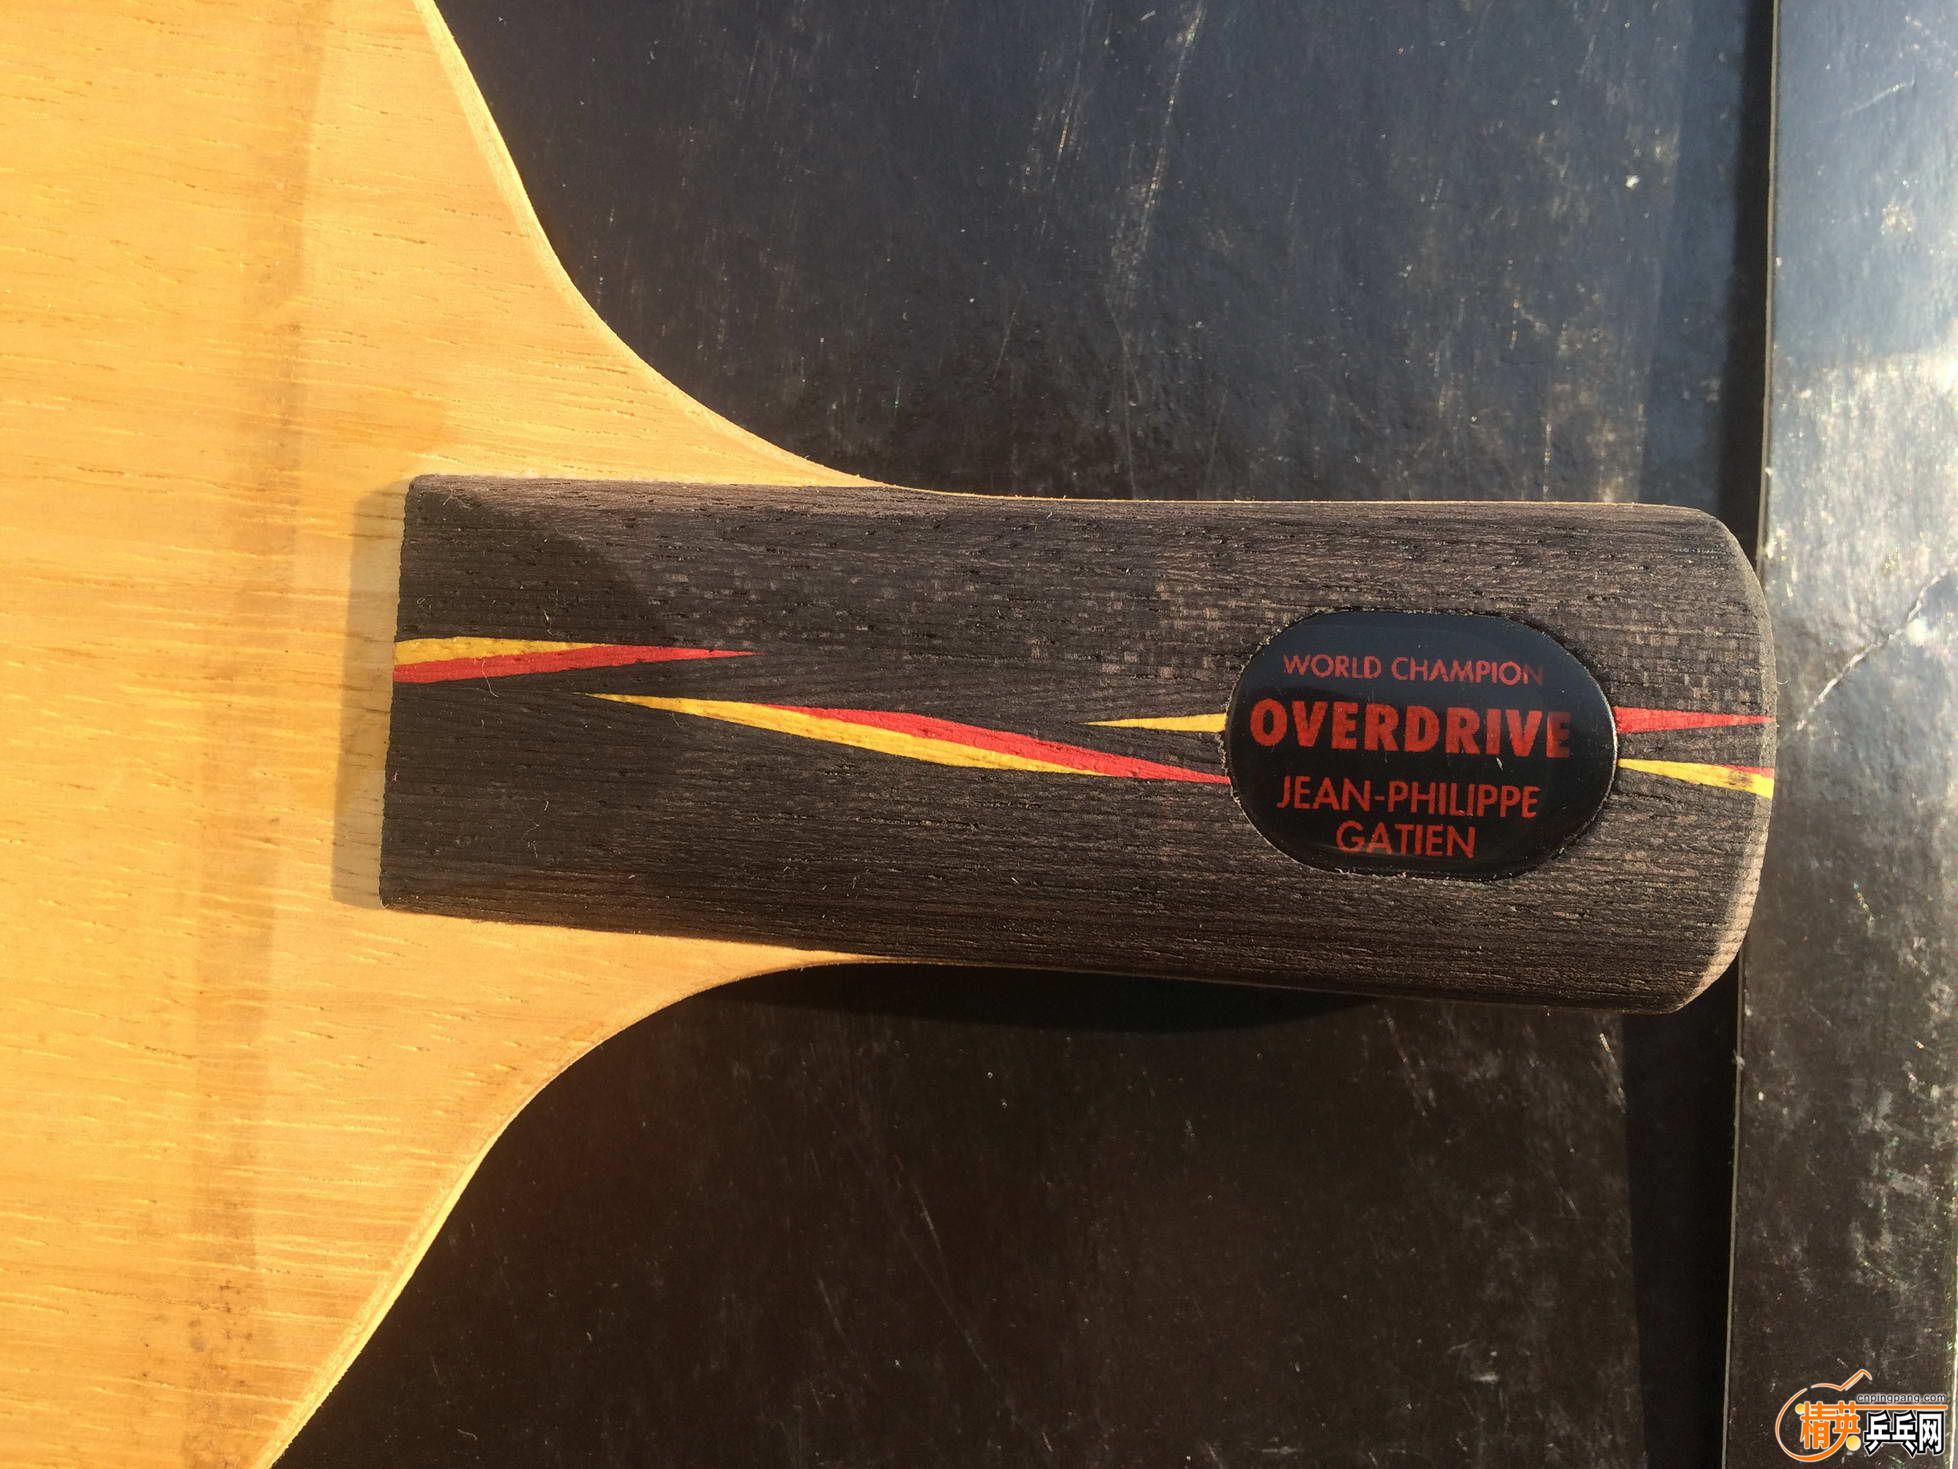 WORLD CHAMPION
OVERDRIVE
JEAN-PHILIPPE
GATIEN
cnpingpang.com
精英乒乓网